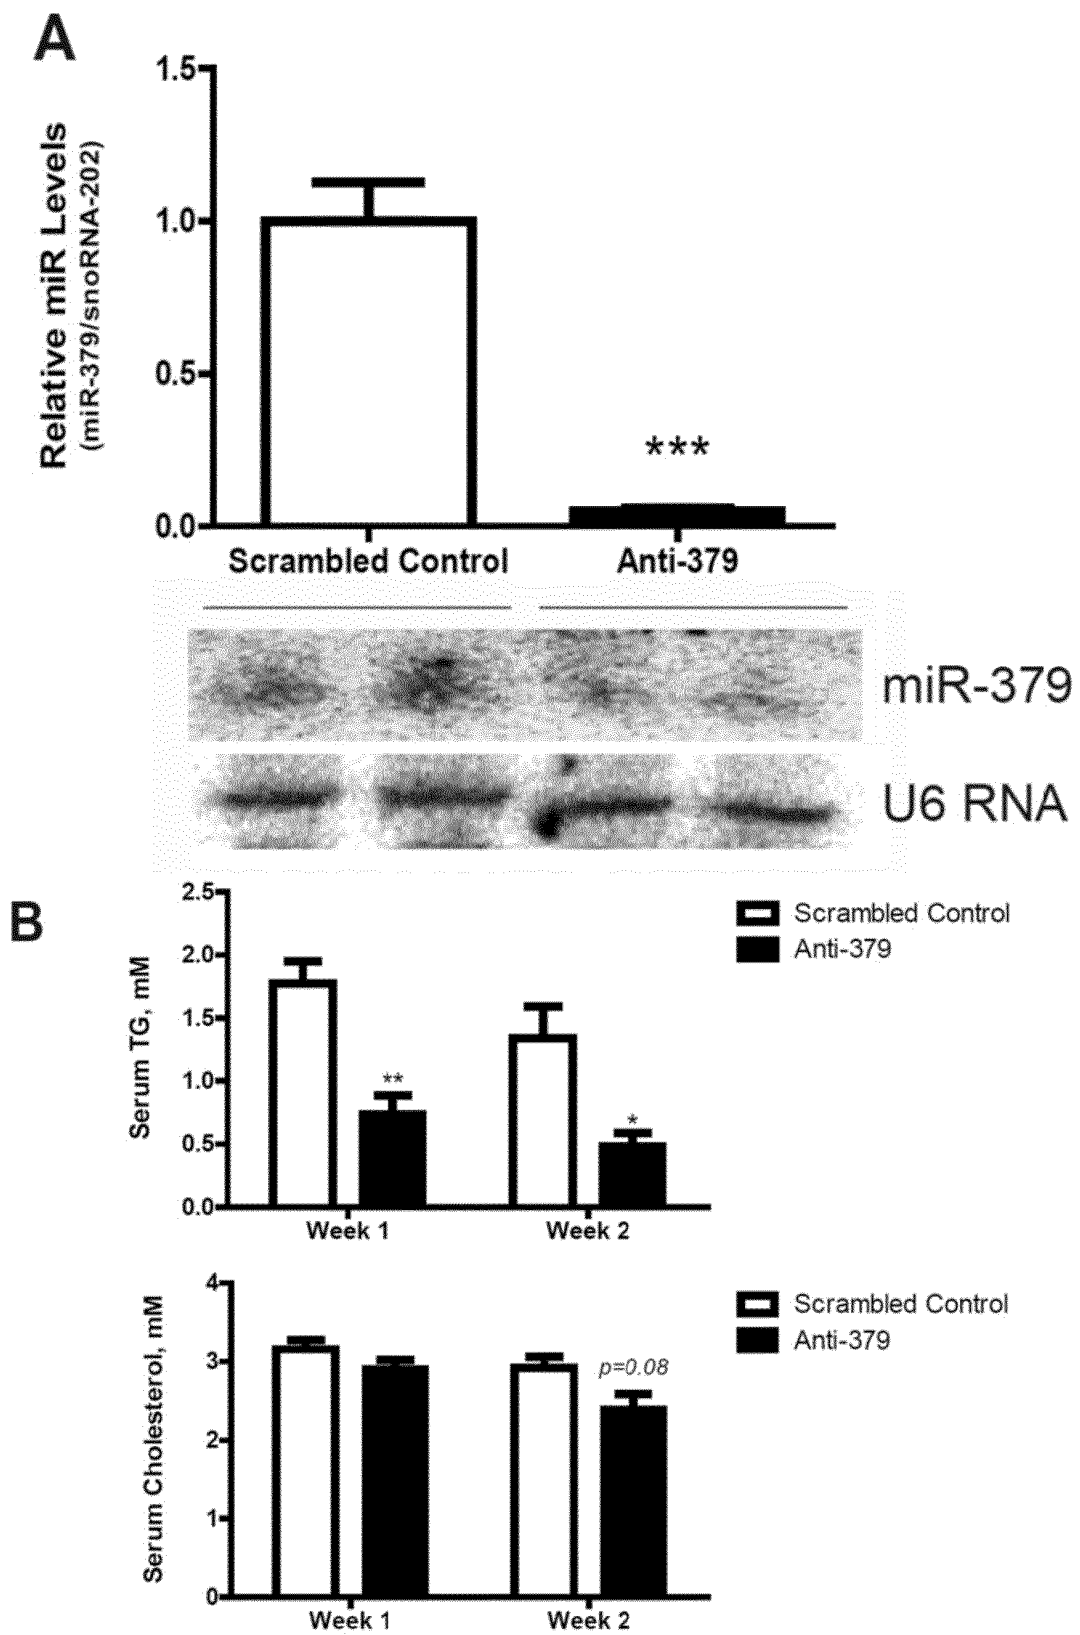 A
1.5
1.0
0.5
0.0
Relative miR Levels
(miR-379/snoRNA-202)
***
Scrambled Control Anti-379
miR-379
U6 RNA
B
2.5
2.0
1.5
1.0
0.5
0.0
Serum TG, mM
**
*
Week 1 Week 2
Scrambled Control
Anti-379
4
3
2
1
0
Serum Cholesterol, mM
p=0.08
Week 1 Week 2
Scrambled Control
Anti-379